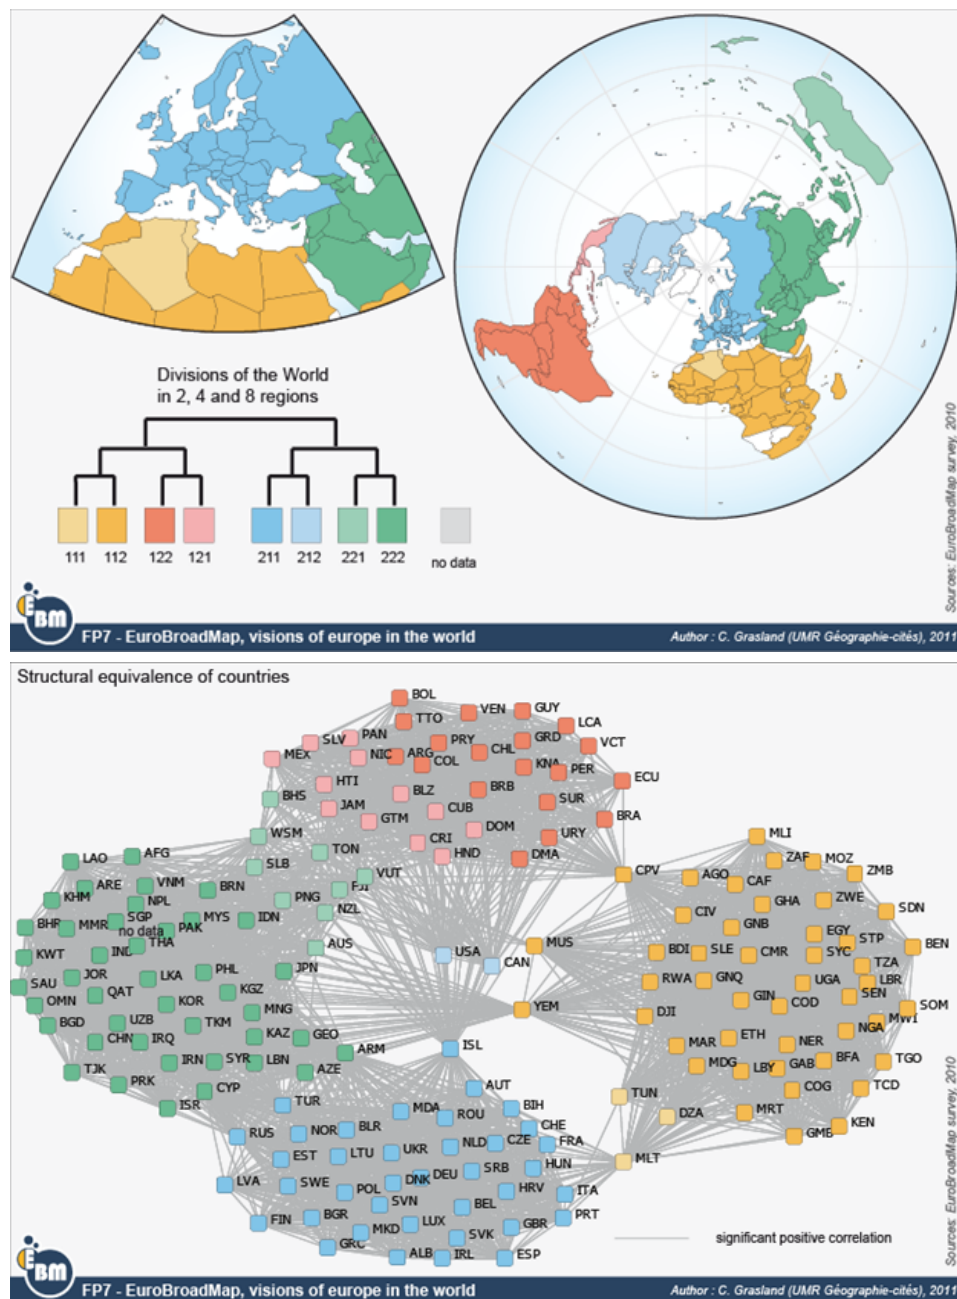 Divisions of the World
in 2, 4 and 8 regions
111 112 122 121 211 212 221 222 no data
Sources: EuroBroadMap survey, 2010
EBM
FP7 - EuroBroadMap, visions of europe in the world
Author : C. Grasland (UMR Géographie-cités), 2011
Structural equivalence of countries
BOL
TTO VEN GUY
LCA
SLV PAN PRY GRD VCT
MEX NIC ARG COL CHL
KNA PER ECU
HTI BLZ BRB
BHS JAM CUB SUR
GTM DOM BRA
WSM CRI URY MLI
TON HND DMA
LAO AFG SLB VUT CPV ZAF MOZ ZMB
ARE VNM BRN FJI AGO CAF
KHM NPL PNG GHA ZWE
BHR MMR SGP MYS IDN NZL CIV GNB SDN
no data PAK EGY STP
THA AUS MUS BEN
KWT IND USA CAN BDI SLE CMR SYC TZA
SAU JOR LKA PHL JPN RWA GNQ UGA LBR
QAT KGZ SEN
OMN KOR MNG YEM GIN COD SOM
BGD UZB TKM DJI MWI
CHN IRQ KAZ GEO ETH NGA
ISL MAR NER
IRN SYR LBN ARM MDG LBY GAB BFA TGO
TJK AZE
PRK CYP AUT TUN COG TCD
ISR TUR MDA BIH DZA MRT
ROU KEN
RUS NOR BLR CHE GMB
NLD CZE FRA
EST LTU UKR MLT
SRB HUN
LVA SWE DNK DEU
POL HRV ITA
SVN BEL
FIN BGR PRT
MKD LUX GBR
GRC SVK
ALB IRL ESP
significant positive correlation
Sources: EuroBroadMap survey, 2010
EBM
FP7 - EuroBroadMap, visions of europe in the world
Author : C. Grasland (UMR Géographie-cités), 2011